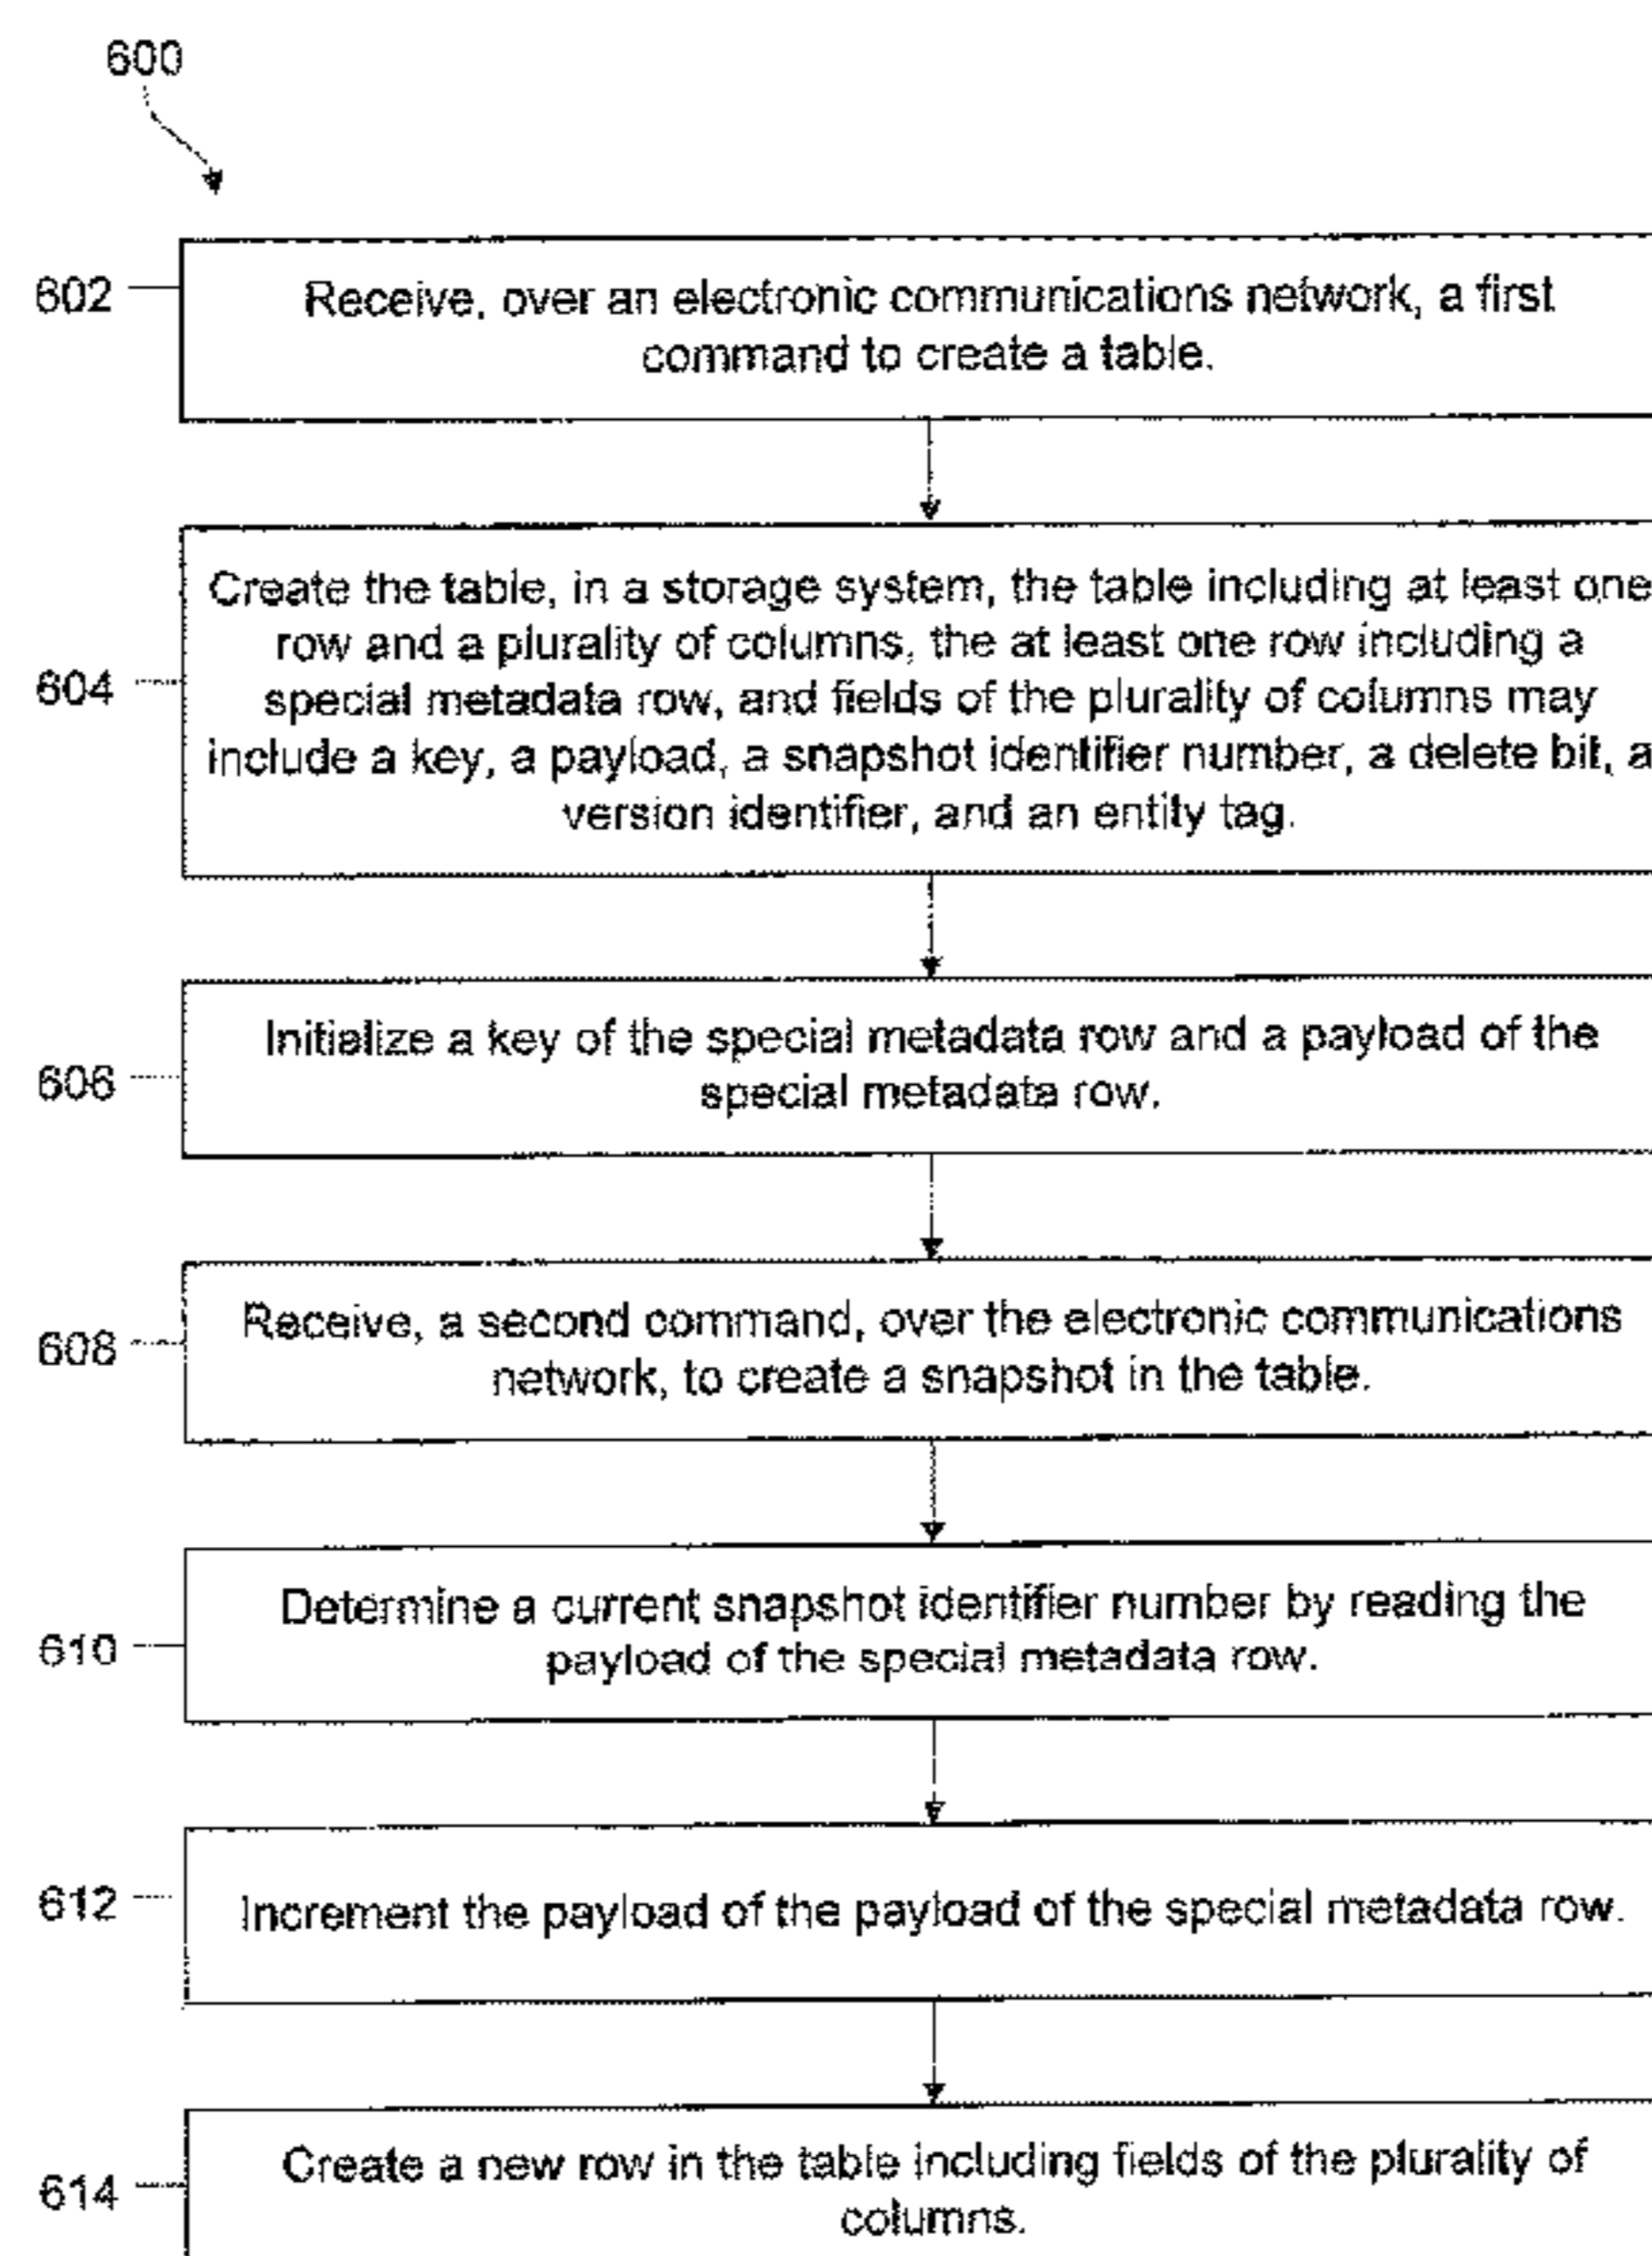 600
602
Receive, over an electronic communications network, a first
command to create a table.
604
Create the table, in a storage system, the table including at least one
row and a plurality of columns, the at least one row including a
special metadata row, and fields of the plurality of columns may
include a key, a payload, a snapshot identifier number, a delete bit, a
version identifier, and an entity tag.
606
Initialize a key of the special metadata row and a payload of the
special metadata row.
608
Receive, a second command, over the electronic communications
network, to create a snapshot in the table.
610
Determine a current snapshot identifier number by reading the
payload of the special metadata row.
612
Increment the payload of the payload of the special metadata row.
614
Create a new row in the table including fields of the plurality of
columns.